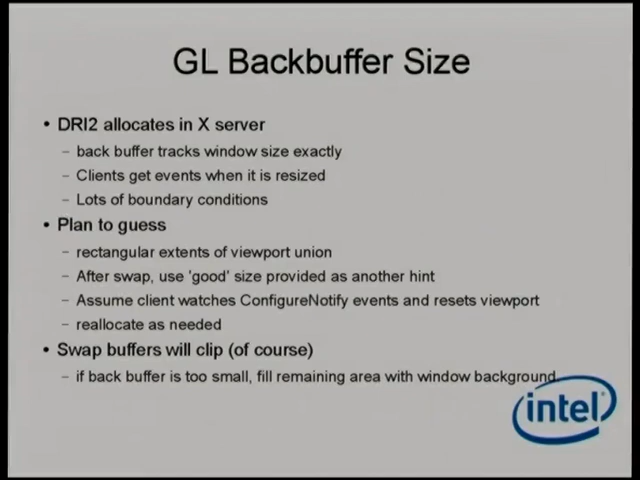 GL Backbuffer Size
• DRI2 allocates in X server
– back buffer tracks window size exactly
– Clients get events when it is resized
– Lots of boundary conditions
• Plan to guess
– rectangular extents of viewport union
– After swap, use 'good' size provided as another hint
– Assume client watches ConfigureNotify events and resets viewport
– reallocate as needed
• Swap buffers will clip (of course)
– if back buffer is too small, fill remaining area with window background
intel